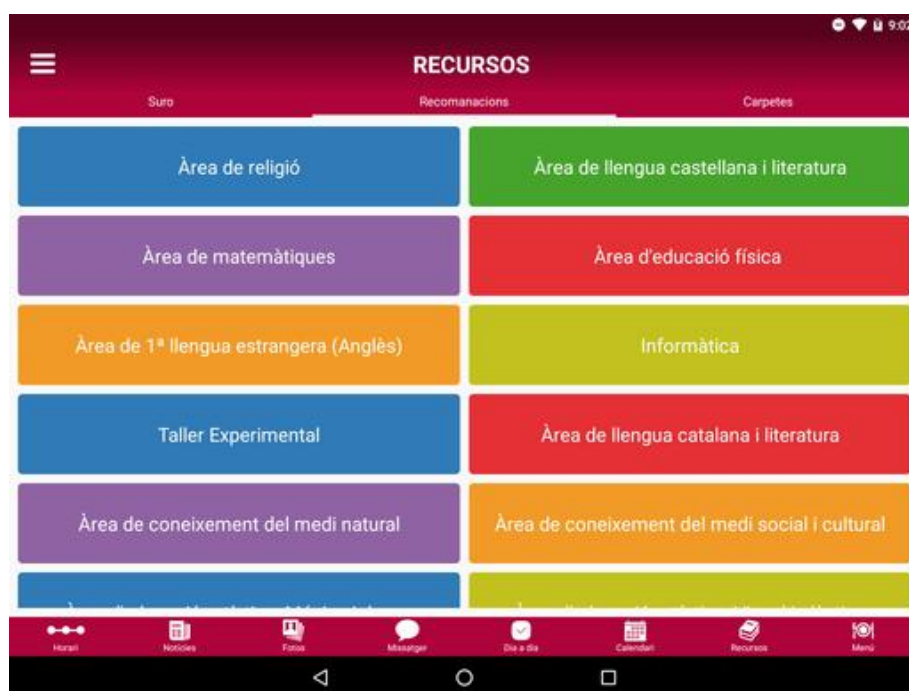 9:02
RECURSOS
Suro Recomanacions Carpetes
Àrea de religió
Àrea de llengua castellana i literatura
Àrea de matemàtiques
Àrea d'educació física
Àrea de 1ª llengua estrangera (Anglès)
Informàtica
Taller Experimental
Àrea de llengua catalana i literatura
Àrea de coneixement del medi natural
Àrea de coneixement del medi social i cultural
Horari Notícies Fotos Missatger Dia a dia Calendari Recursos Menú